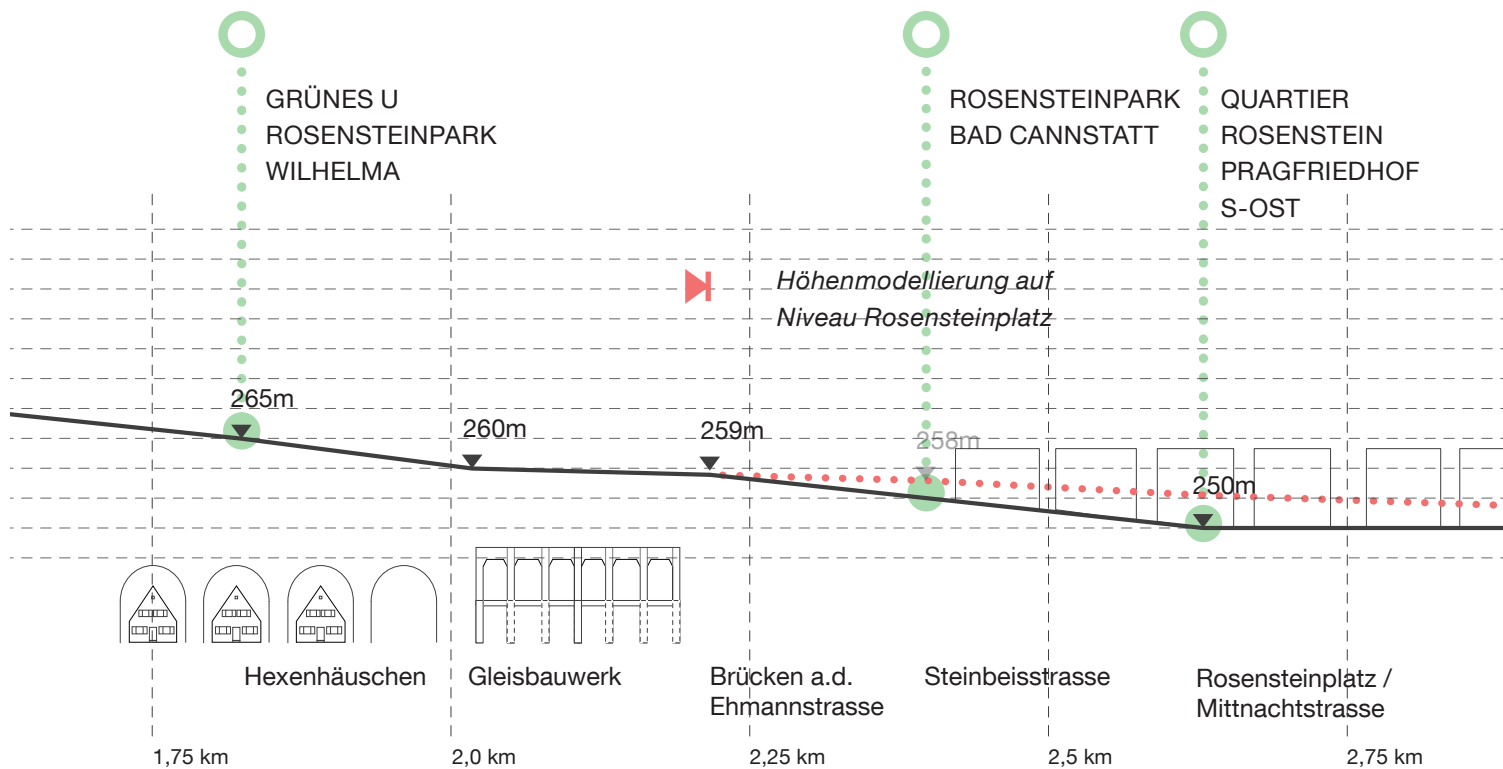 GRÜNES U
ROSENSTEINPARK
WILHELMA
ROSENSTEINPARK
BAD CANNSTATT
QUARTIER
ROSENSTEIN
PRAGFRIEDHOF
S-OST
Höhenmodellierung auf
Niveau Rosensteinplatz
265m
260m
259m
258m
250m
Hexenhäuschen
Gleisbauwerk
Brücken a.d.
Ehmannstrasse
Steinbeisstrasse
Rosensteinplatz /
Mittnachtstrasse
1,75 km
2,0 km
2,25 km
2,5 km
2,75 km